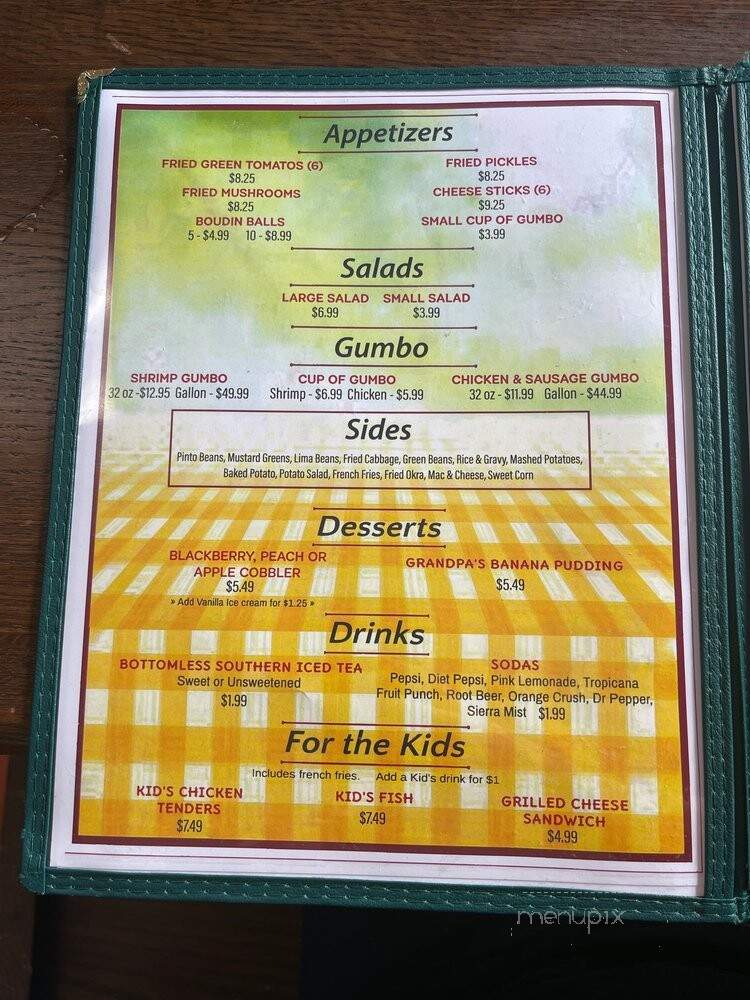 Appetizers
FRIED GREEN TOMATOS (6)
$8.25
FRIED MUSHROOMS
$8.25
BOUDIN BALLS
5 - $4.99 10 - $8.99
FRIED PICKLES
$8.25
CHEESE STICKS (6)
$9.25
SMALL CUP OF GUMBO
$3.99
Salads
LARGE SALAD
$6.99
SMALL SALAD
$3.99
Gumbo
SHRIMP GUMBO
32 oz -$12.95 Gallon - $49.99
CUP OF GUMBO
Shrimp - $6.99 Chicken - $5.99
CHICKEN & SAUSAGE GUMBO
32 oz - $11.99 Gallon - $44.99
Sides
Pinto Beans, Mustard Greens, Lima Beans, Fried Cabbage, Green Beans, Rice & Gravy, Mashed Potatoes,
Baked Potato, Potato Salad, French Fries, Fried Okra, Mac & Cheese, Sweet Corn
Desserts
BLACKBERRY, PEACH OR
APPLE COBBLER
$5.49
» Add Vanilla Ice cream for $1.25 »
GRANDPA'S BANANA PUDDING
$5.49
Drinks
BOTTOMLESS SOUTHERN ICED TEA
Sweet or Unsweetened
$1.99
SODAS
Pepsi, Diet Pepsi, Pink Lemonade, Tropicana
Fruit Punch, Root Beer, Orange Crush, Dr Pepper,
Sierra Mist $1.99
For the Kids
Includes french fries. Add a Kid's drink for $1
KID'S CHICKEN
TENDERS
$7.49
KID'S FISH
$7.49
GRILLED CHEESE
SANDWICH
$4.99
menupix